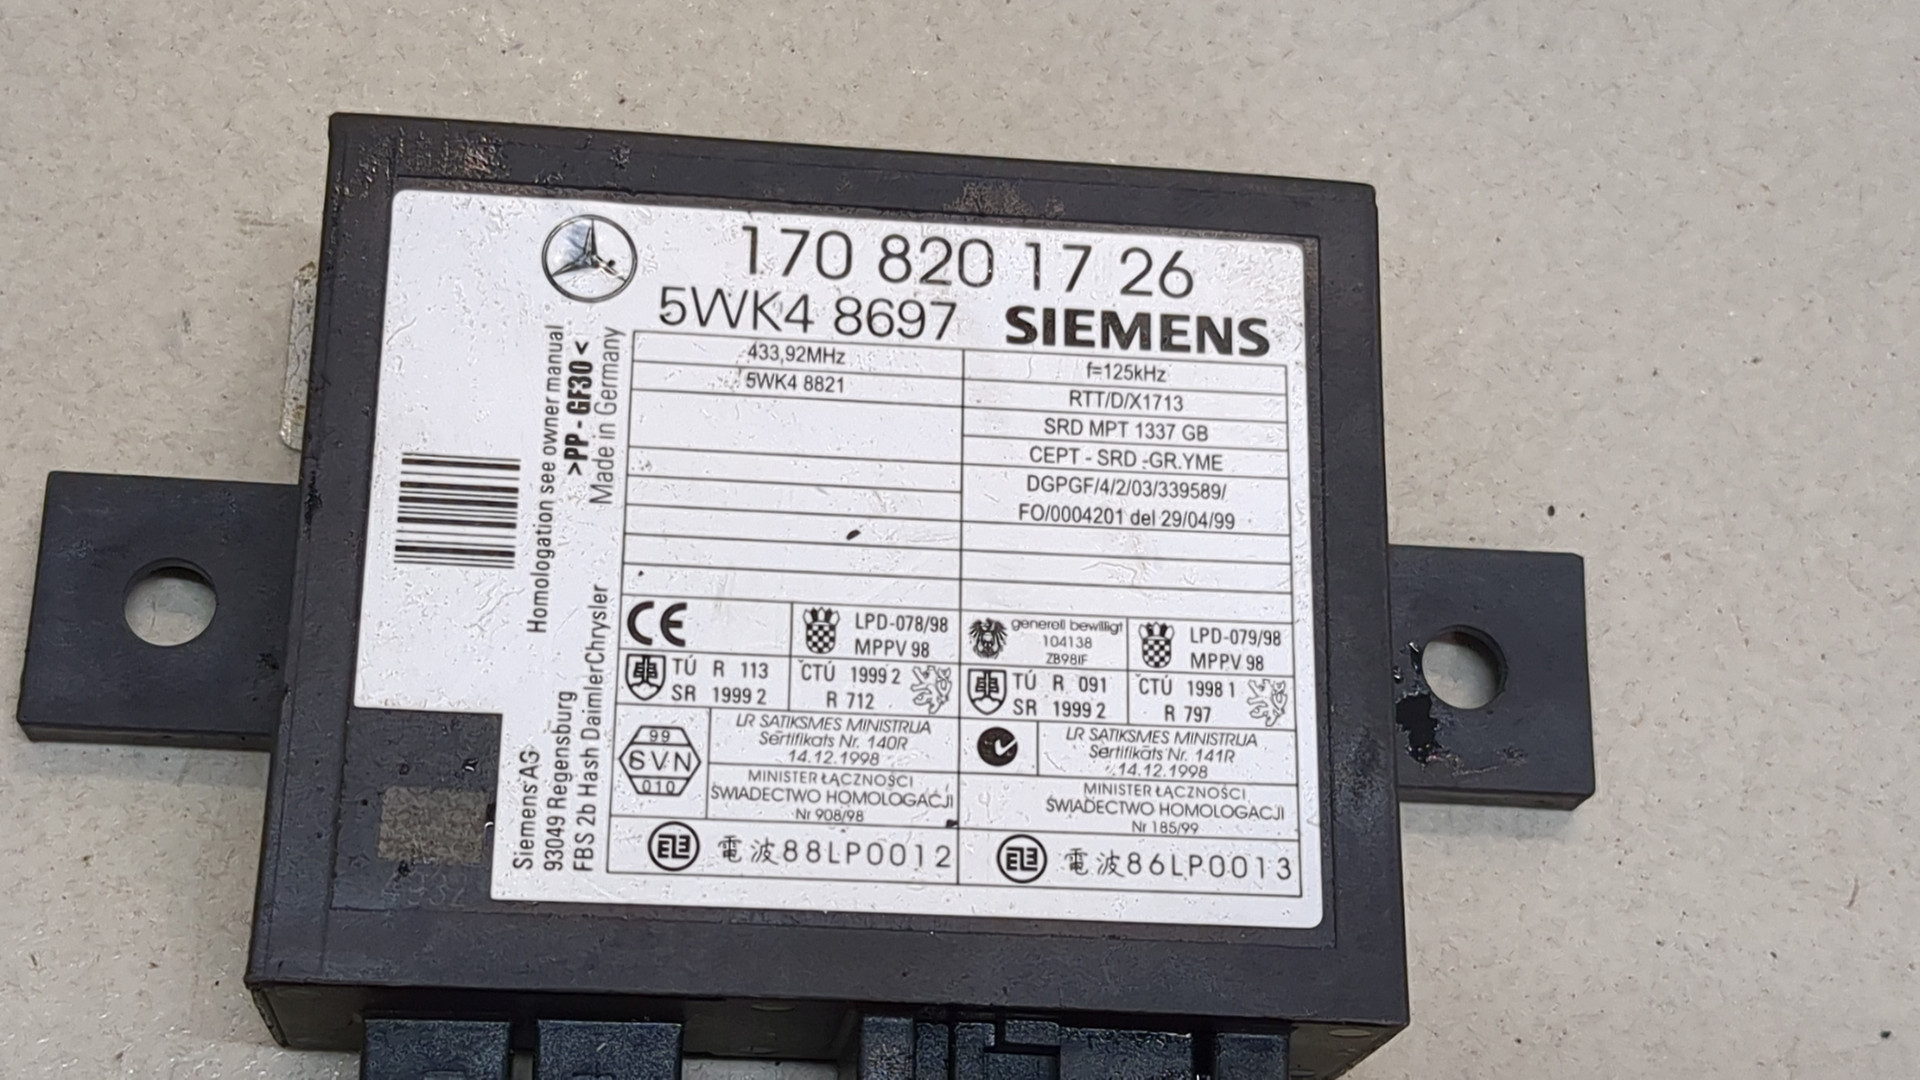 170 820 17 26
5WK4 8697
SIEMENS
Homologation see owner manual
>PP - GF30<
Made in Germany
Siemens AG
93049 Regensburg
FBS 2b Hash DaimlerChrysler
433,92MHz
5WK4 8821
f=125kHz
RTT/D/X1713
SRD MPT 1337 GB
CEPT - SRD -GR.YME
DGPGF/4/2/03/339589/
FO/0004201 del 29/04/99
CE
LPD-078/98
MPPV 98
generell bewilligt
104138
ZB98IF
LPD-079/98
MPPV 98
TÚ R 113
SR 1999 2
CTÚ 1999 2
R 712
TÚ R 091
SR 1999 2
CTÚ 1998 1
R 797
99
SVN
010
LR SATIKSMES MINISTRIJA
Sertifikāts Nr. 140R
14.12.1998
MINISTER ŁĄCZNOŚCI
ŚWIADECTWO HOMOLOGACJI
Nr 908/98
LR SATIKSMES MINISTRIJA
Sertifikāts Nr. 141R
14.12.1998
MINISTER ŁĄCZNOŚCI
ŚWIADECTWO HOMOLOGACJI
Nr 185/99
電波88LP0012
電波86LP0013